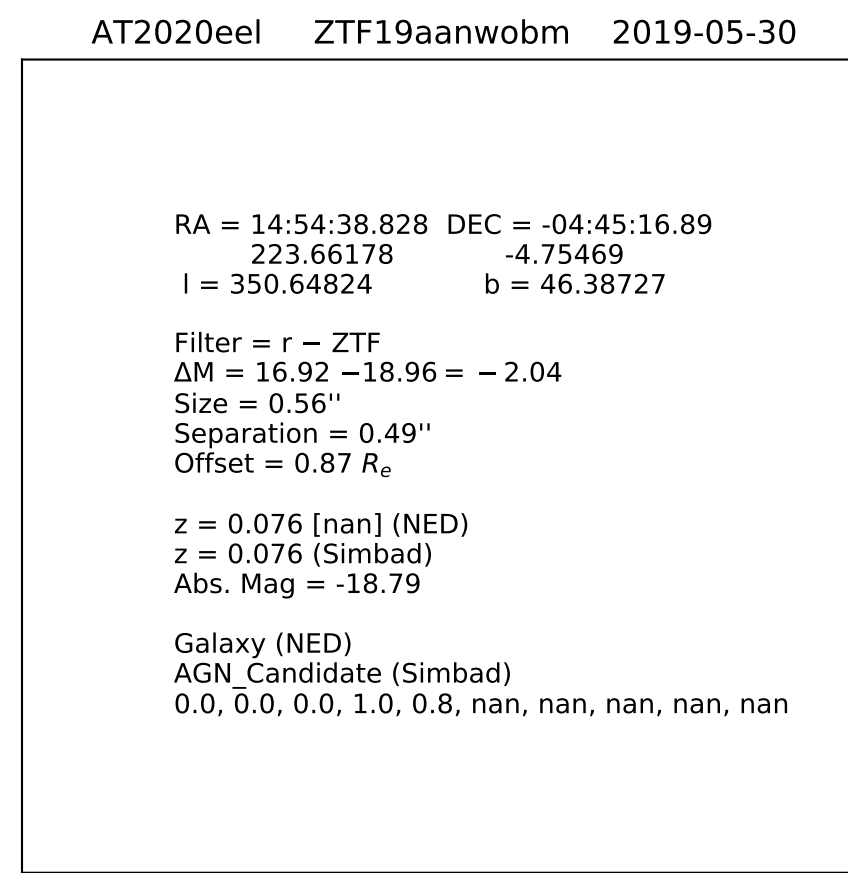 AT2020eel ZTF19aanwobm 2019-05-30
RA = 14:54:38.828 DEC = -04:45:16.89
223.66178 -4.75469
l = 350.64824 b = 46.38727
Filter = r − ZTF
ΔM = 16.92 −18.96 = −2.04
Size = 0.56''
Separation = 0.49''
Offset = 0.87 Re
z = 0.076 [nan] (NED)
z = 0.076 (Simbad)
Abs. Mag = -18.79
Galaxy (NED)
AGN_Candidate (Simbad)
0.0, 0.0, 0.0, 1.0, 0.8, nan, nan, nan, nan, nan